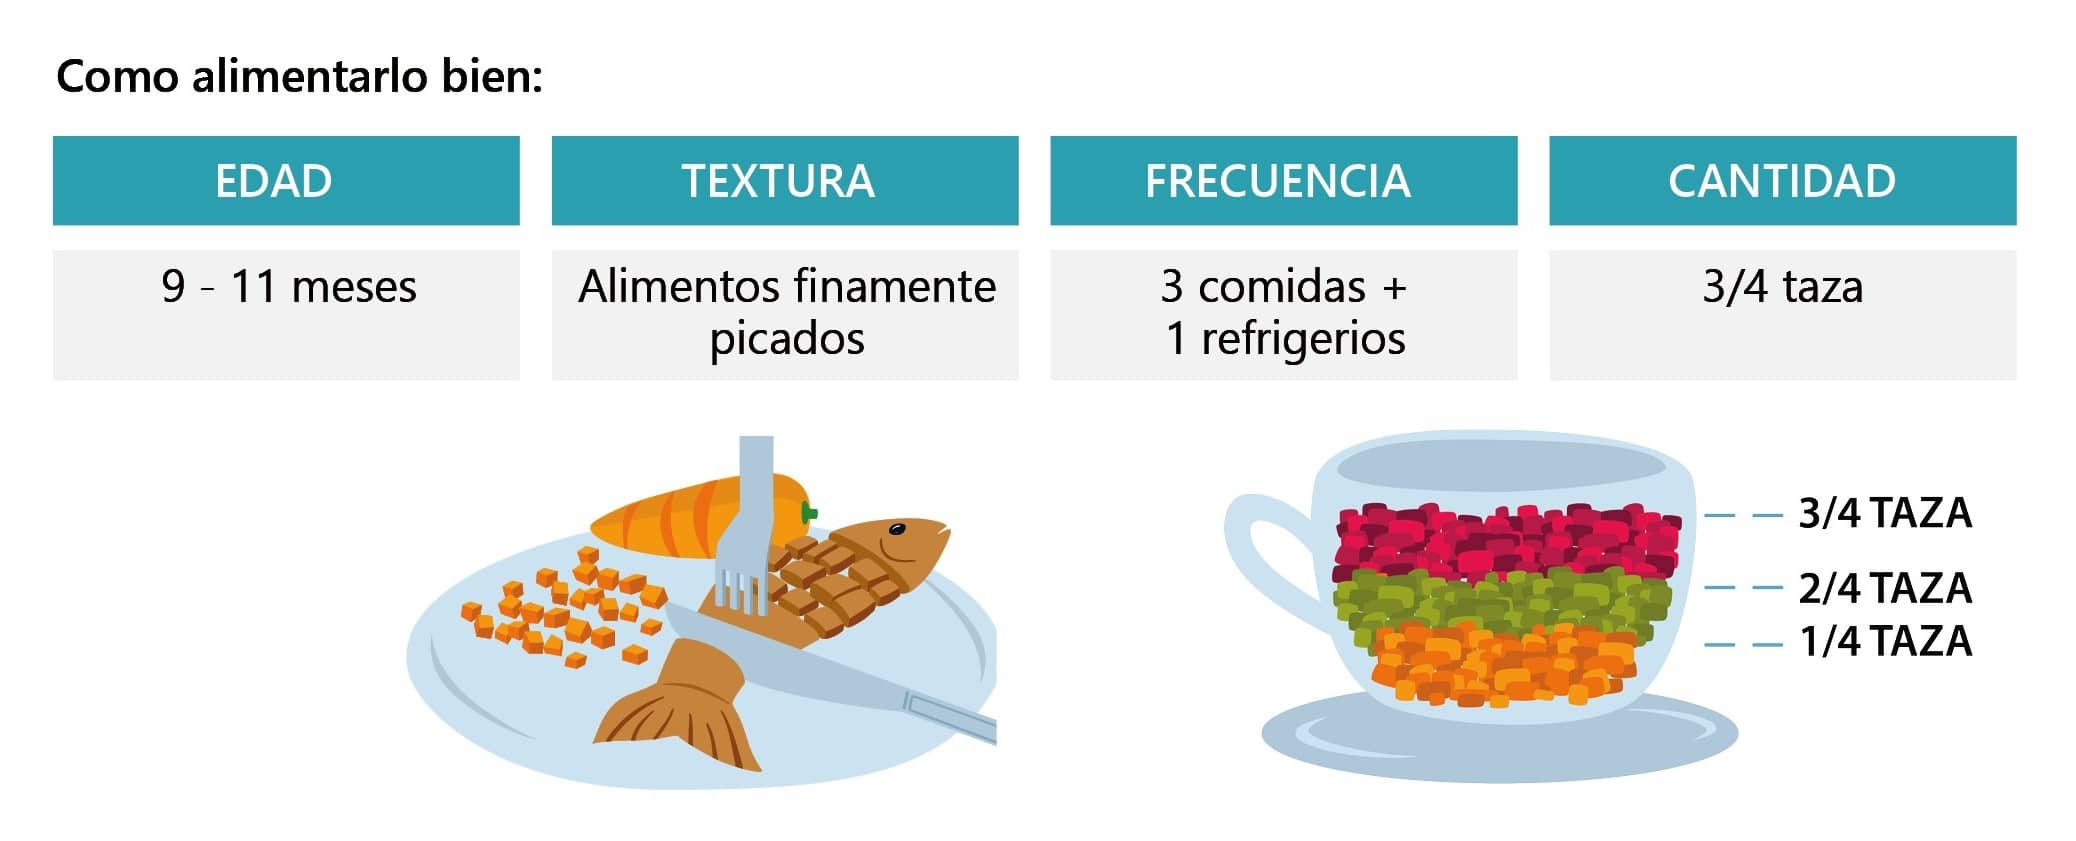 Como alimentarlo bien:
EDAD
TEXTURA
FRECUENCIA
CANTIDAD
9 - 11 meses
Alimentos finamente
picados
3 comidas +
1 refrigerios
3/4 taza
3/4 TAZA
2/4 TAZA
1/4 TAZA